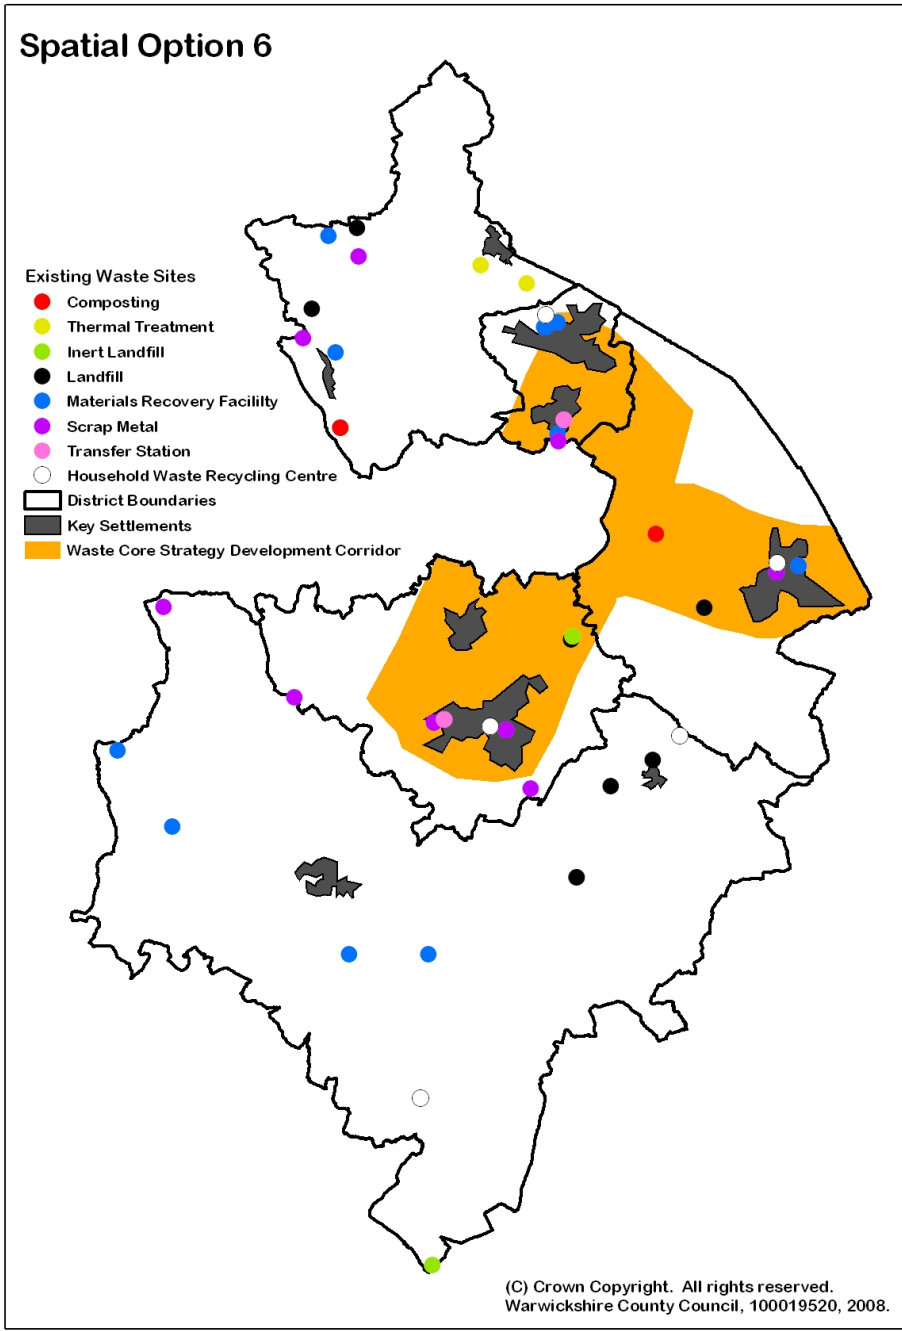 Spatial Option 6
Existing Waste Sites
Composting
Thermal Treatment
Inert Landfill
Landfill
Materials Recovery Facililty
Scrap Metal
Transfer Station
Household Waste Recycling Centre
District Boundaries
Key Settlements
Waste Core Strategy Development Corridor
(C) Crown Copyright. All rights reserved.
Warwickshire County Council, 100019520, 2008.